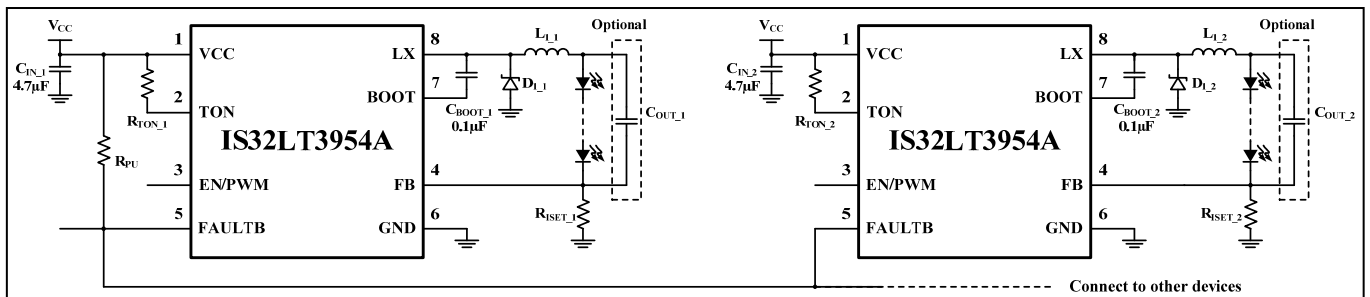 VCC
CIN_1
4.7µF
RTON_1
RPU
1
VCC
2
TON
3
EN/PWM
5
FAULTB
IS32LT3954A
LX
8
BOOT
7
FB
4
GND
6
CBOOT_1
0.1µF
DI_1
LI_1
Optional
COUT_1
RISET_1
VCC
CIN_2
4.7µF
RTON_2
1
VCC
2
TON
3
EN/PWM
5
FAULTB
IS32LT3954A
LX
8
BOOT
7
FB
4
GND
6
CBOOT_2
0.1µF
DI_2
LI_2
Optional
COUT_2
RISET_2
Connect to other devices